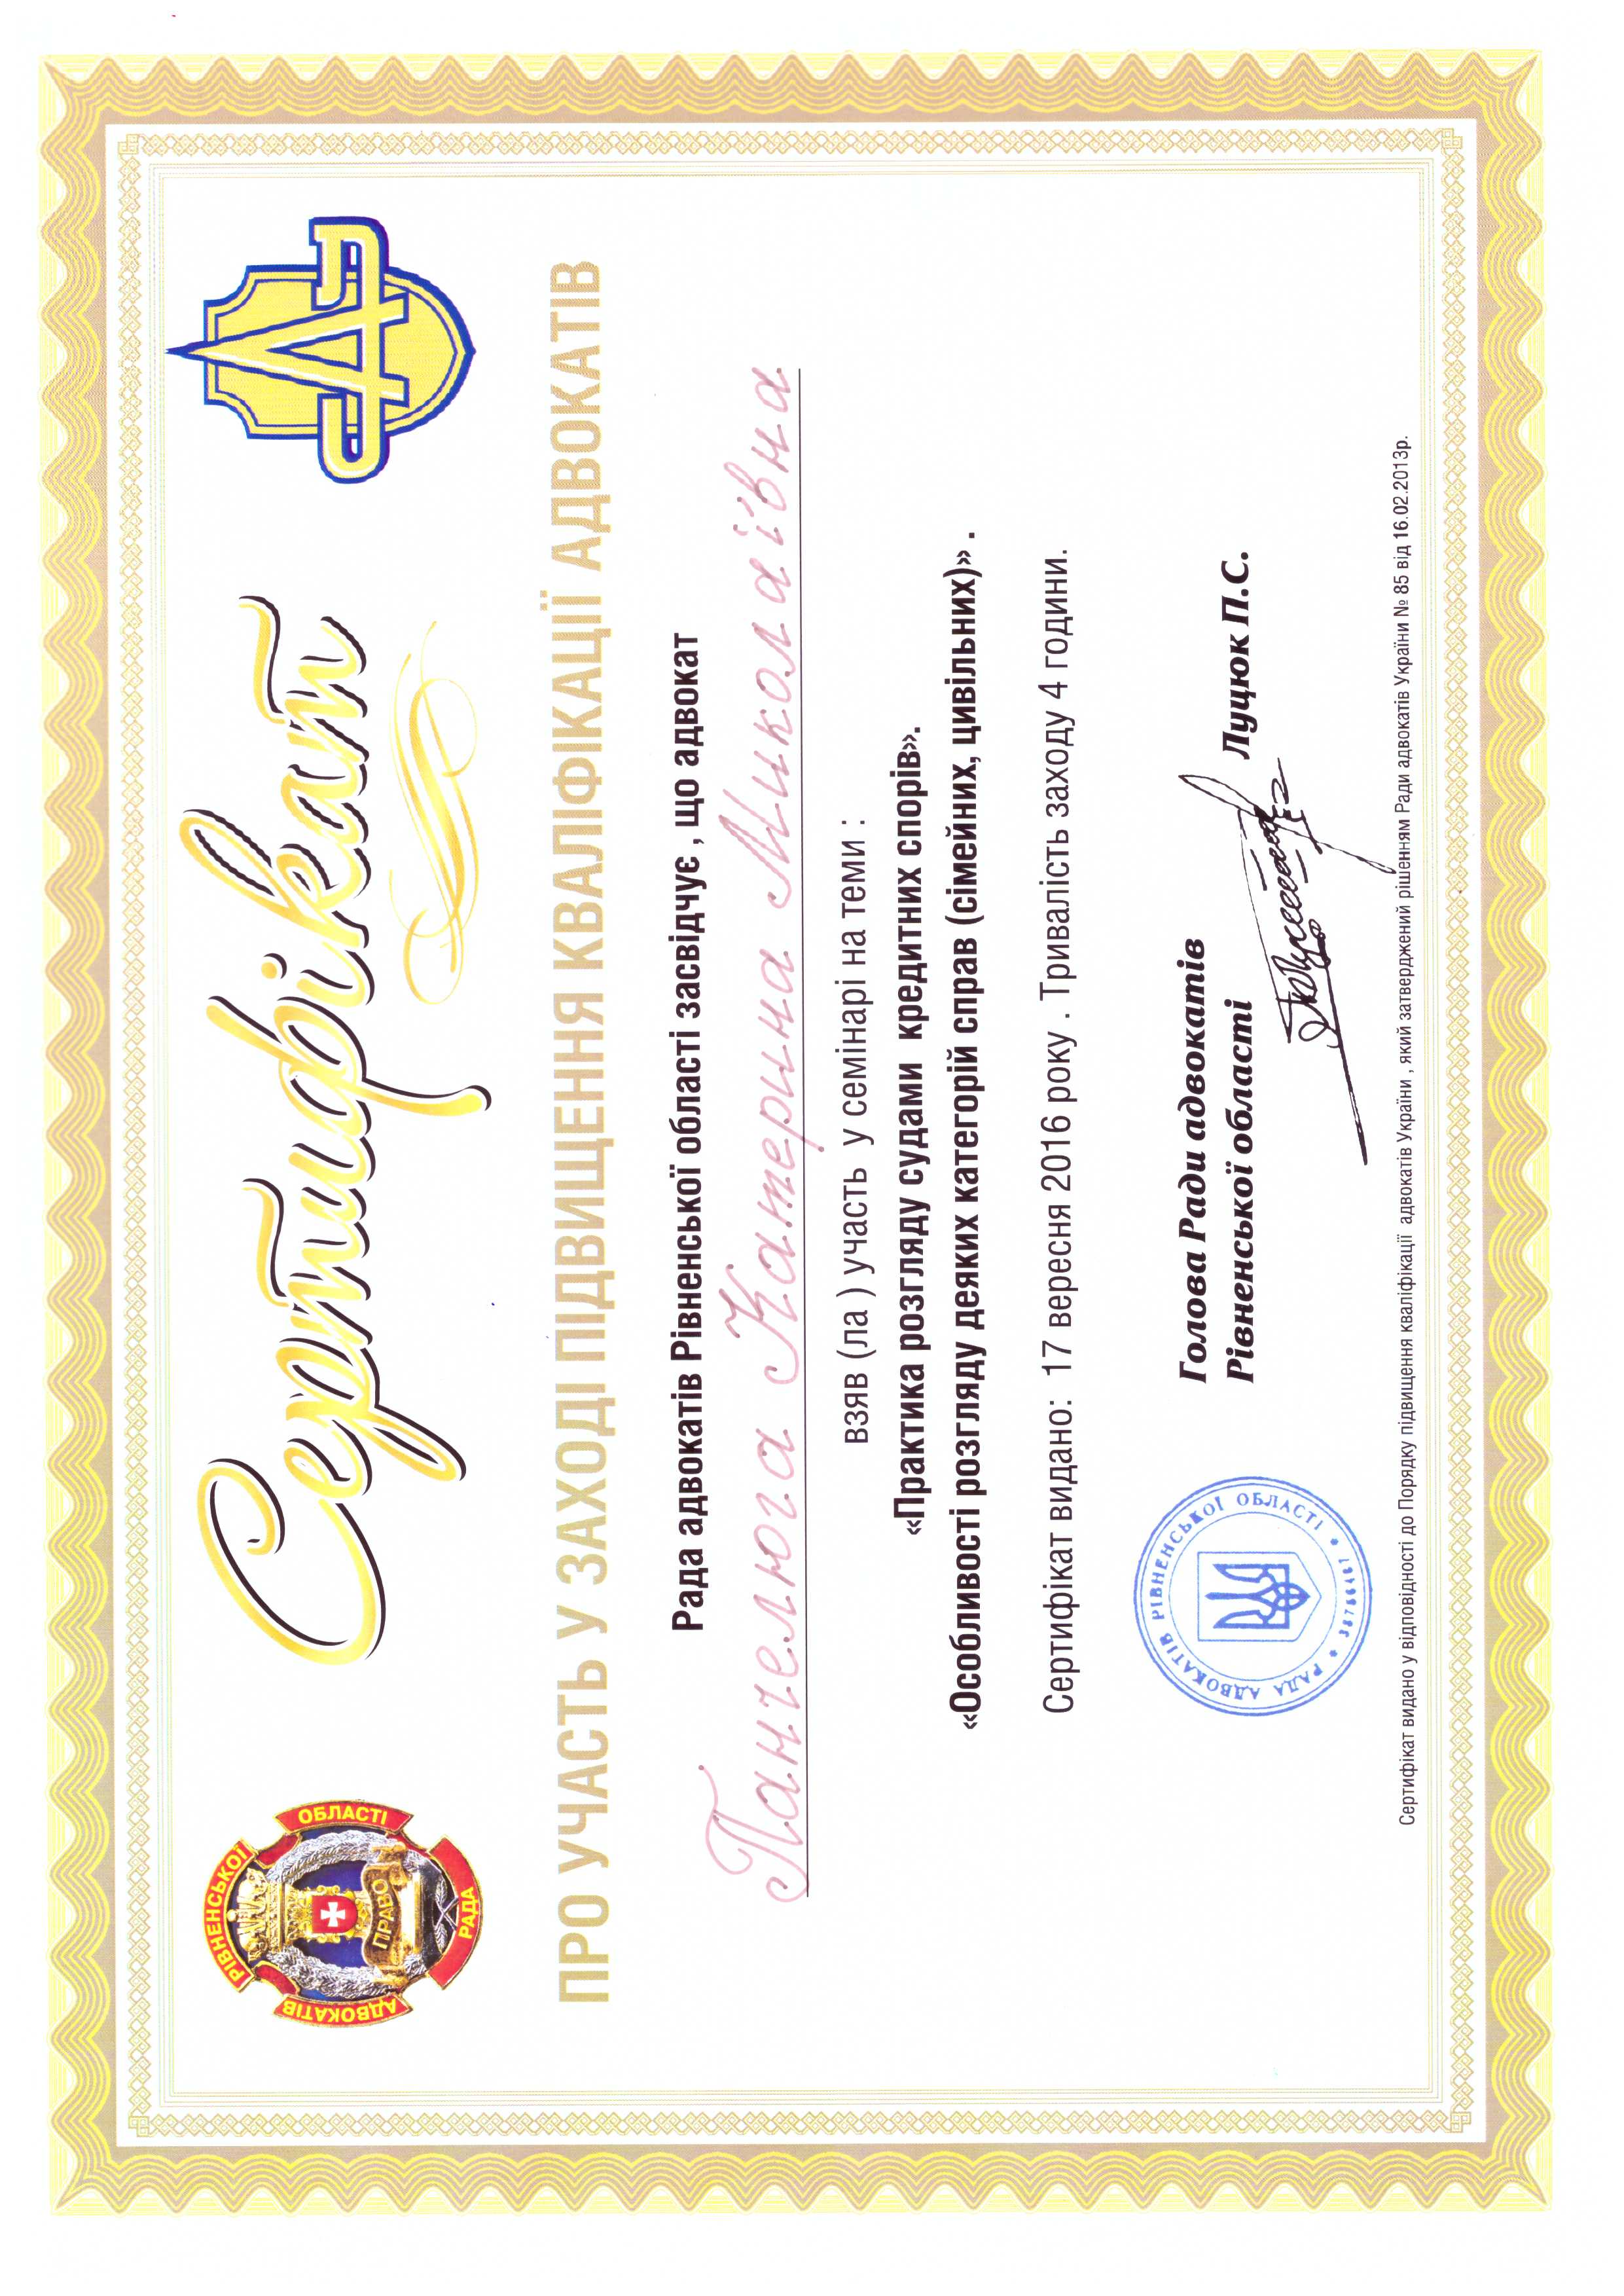 РІВНЕНСЬКОЇ
АДВОКАТІВ
ОБЛАСТІ
ПРАВО
РАДА
Сертифікат
САУ
ПРО УЧАСТЬ У ЗАХОДІ ПІДВИЩЕННЯ КВАЛІФІКАЦІЇ АДВОКАТІВ
Рада адвокатів Рівненської області засвідчує , що адвокат
Панчелюга Катерина Миколаївна
взяв (ла ) участь у семінарі на теми :
«Практика розгляду судами кредитних спорів».
«Особливості розгляду деяких категорій справ (сімейних, цивільних)» .
Сертифікат видано: 17 вересня 2016 року . Тривалість заходу 4 години.
РАДА АДВОКАТІВ РІВНЕНСЬКОЇ ОБЛАСТІ
Голова Ради адвокатів
Рівненської області
Луцюк П.С.
Сертифікат видано у відповідності до Порядку підвищення кваліфікації адвокатів України , який затверджений рішенням Ради адвокатів України № 85 від 16.02.2013р.